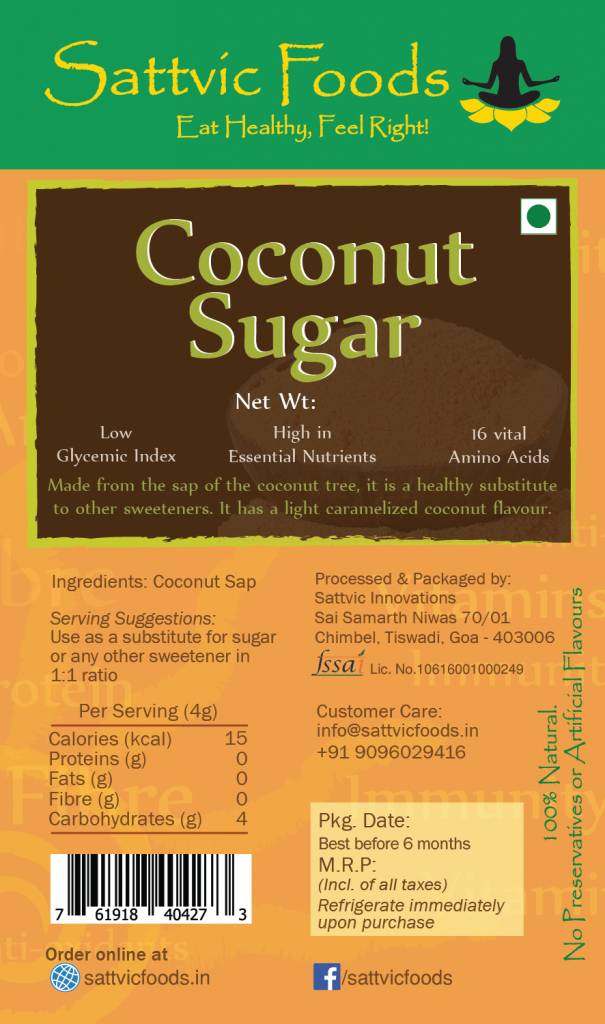 Sattvic Foods
Eat Healthy, Feel Right!
Coconut
Sugar
Net Wt:
Low
Glycemic Index
High in
Essential Nutrients
16 vital
Amino Acids
Made from the sap of the coconut tree, it is a healthy substitute
to other sweeteners. It has a light caramelized coconut flavour.
Ingredients: Coconut Sap
Serving Suggestions:
Use as a substitute for sugar
or any other sweetener in
1:1 ratio
Per Serving (4g)
Calories (kcal) 15
Proteins (g) 0
Fats (g) 0
Fibre (g) 0
Carbohydrates (g) 4
7 61918 40427 3
Order online at
sattvicfoods.in
Processed & Packaged by:
Sattvic Innovations
Sai Samarth Niwas 70/01
Chimbel, Tiswadi, Goa - 403006
fssai Lic. No.10616001000249
Customer Care:
info@sattvicfoods.in
+91 9096029416
Pkg. Date:
Best before 6 months
M.R.P:
(Incl. of all taxes)
Refrigerate immediately
upon purchase
f/sattvicfoods
100% Natural.
No Preservatives or Artificial Flavours